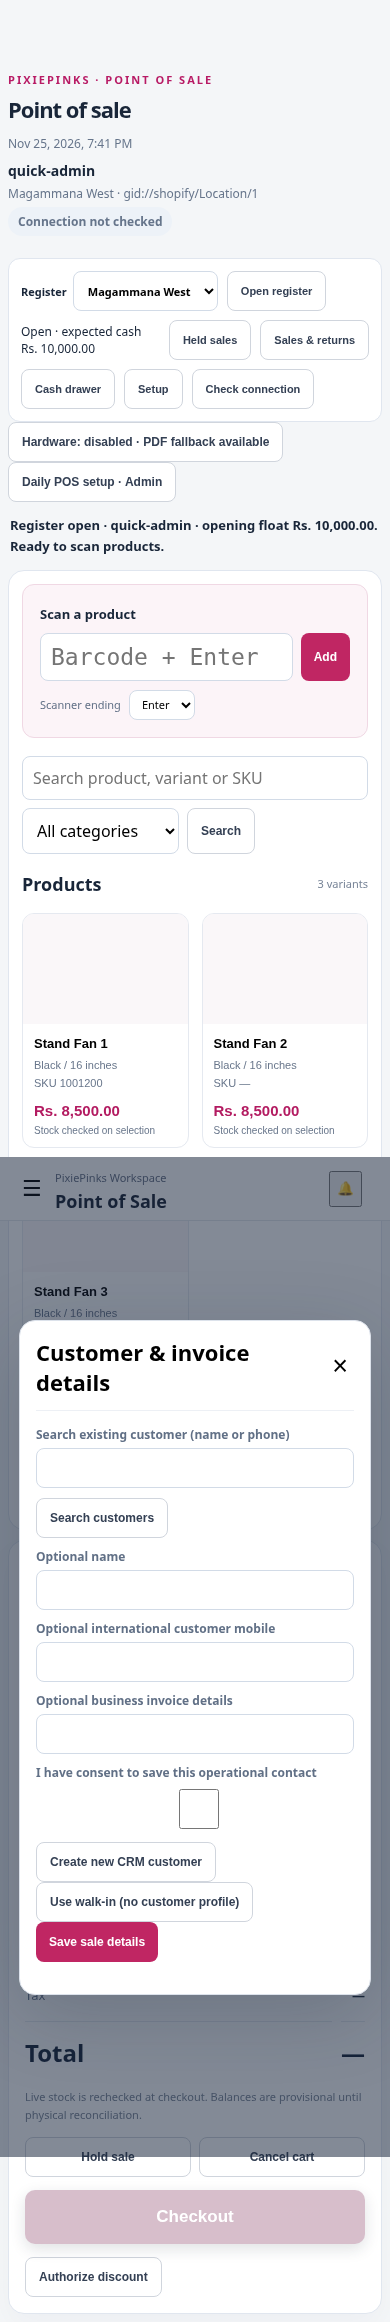 PIXIEPINKS · POINT OF SALE
Point of sale
Nov 25, 2026, 7:41 PM
quick-admin
Magammana West · gid://shopify/Location/1
Connection not checked
Register Magammana West Open register
Open · expected cash
Rs. 10,000.00
Held sales Sales & returns
Cash drawer Setup Check connection
Hardware: disabled · PDF fallback available
Daily POS setup · Admin
Register open · quick-admin · opening float Rs. 10,000.00.
Ready to scan products.
Scan a product
Barcode + Enter Add
Scanner ending Enter
Search product, variant or SKU
All categories Search
Products 3 variants
Stand Fan 1 Stand Fan 2
Black / 16 inches Black / 16 inches
SKU 1001200 SKU —
Rs. 8,500.00 Rs. 8,500.00
Stock checked on selection Stock checked on selection
PixiePinks Workspace
Point of Sale
Stand Fan 3
Black / 16 inches
Customer & invoice
details
Search existing customer (name or phone)
Search customers
Optional name
Optional international customer mobile
Optional business invoice details
I have consent to save this operational contact
Create new CRM customer
Use walk-in (no customer profile)
Save sale details
Tax —
Total —
Live stock is rechecked at checkout. Balances are provisional until
physical reconciliation.
Hold sale Cancel cart
Checkout
Authorize discount